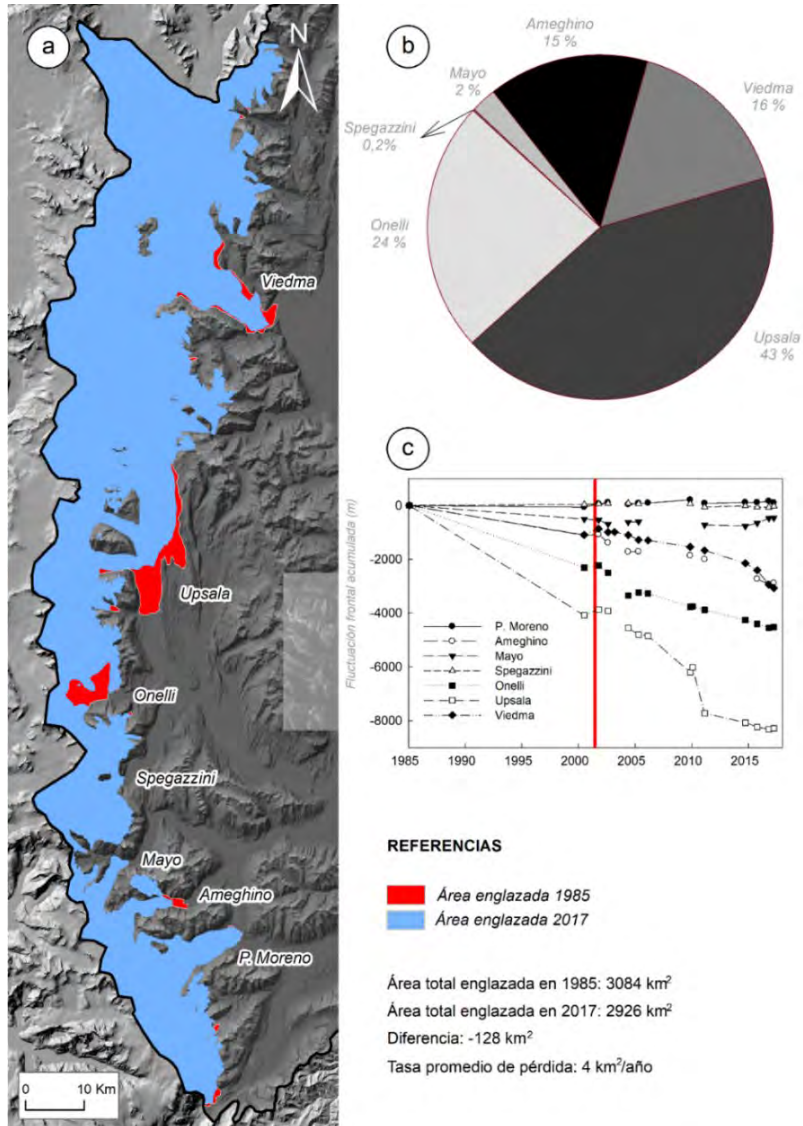 a
N
Viedma
Upsala
Onelli
Spegazzini
Mayo
Ameghino
P. Moreno
0 10 Km
b
Ameghino
15 %
Mayo
2 %
Viedma
16 %
Spegazzini
0,2%
Onelli
24 %
Upsala
43 %
c
Fluctuación frontal acumulada (m)
0
-2000
-4000
-6000
-8000
P. Moreno
Ameghino
Mayo
Spegazzini
Onelli
Upsala
Viedma
1985 1990 1995 2000 2005 2010 2015
REFERENCIAS
Área englazada 1985
Área englazada 2017
Área total englazada en 1985: 3084 km²
Área total englazada en 2017: 2926 km²
Diferencia: -128 km²
Tasa promedio de pérdida: 4 km²/año